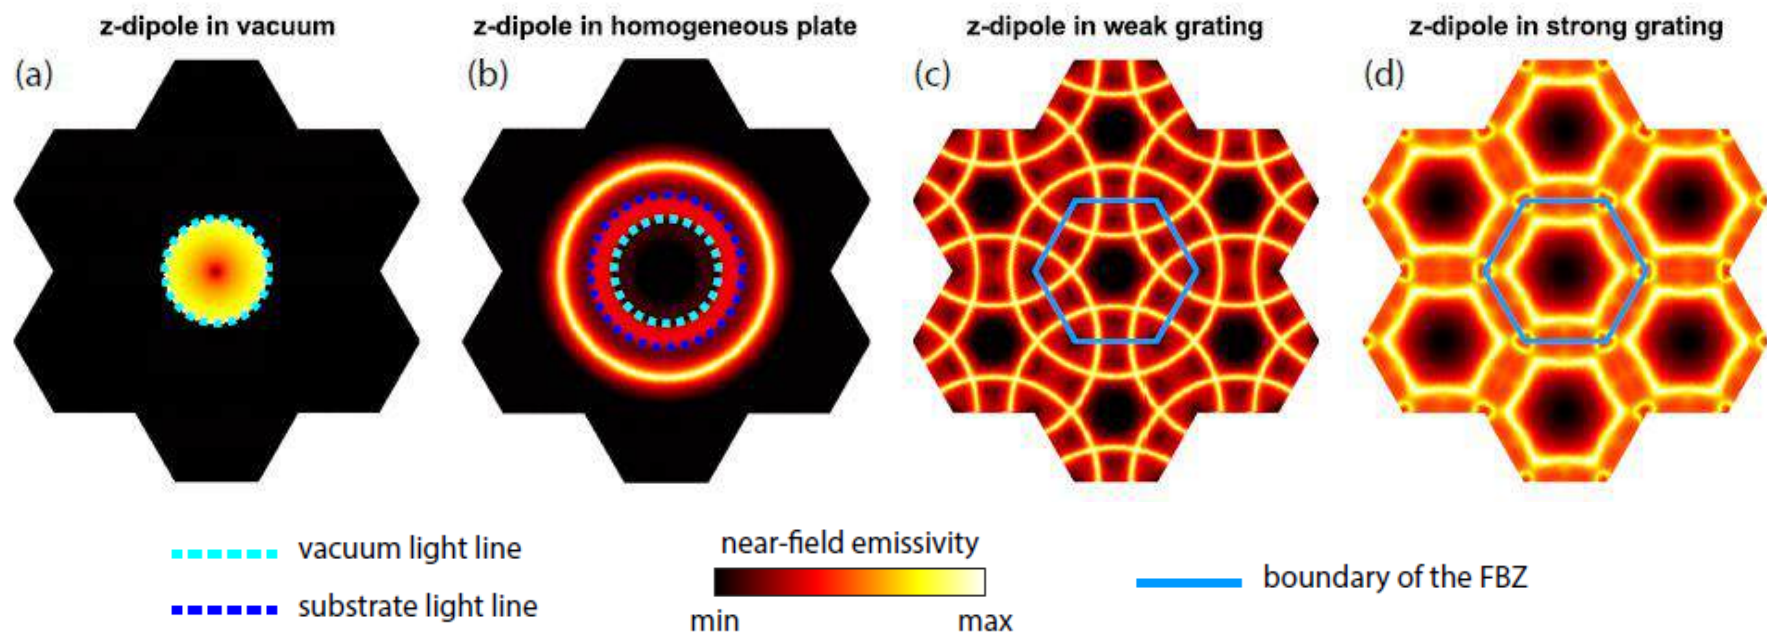 z-dipole in vacuum
z-dipole in homogeneous plate
z-dipole in weak grating
z-dipole in strong grating
(a)
(b)
(c)
(d)
vacuum light line
substrate light line
near-field emissivity
min
max
boundary of the FBZ